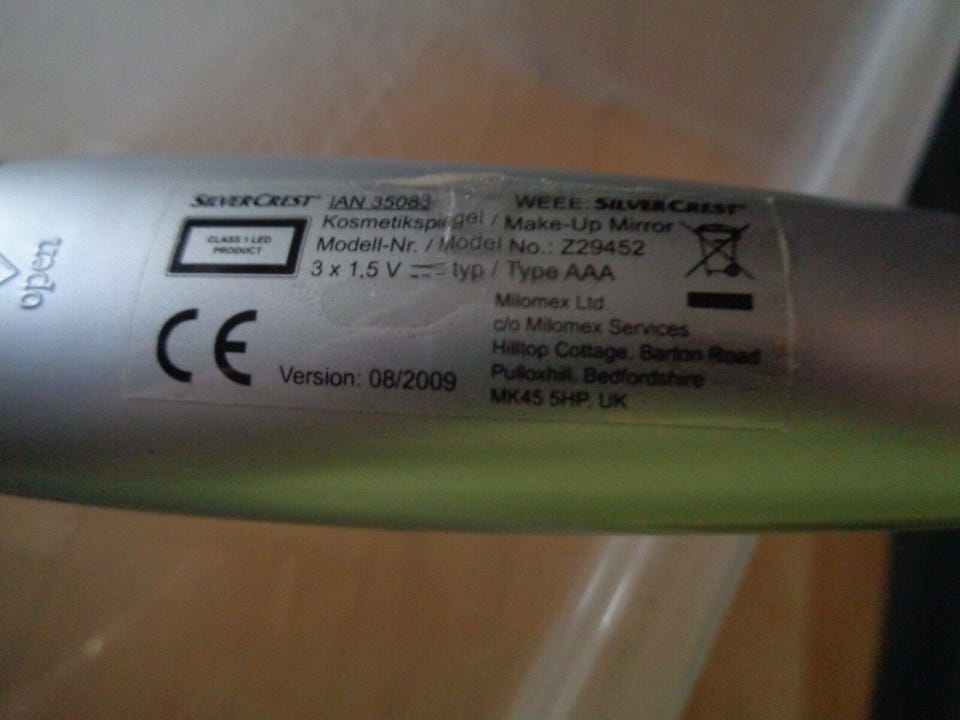 SILVERCREST® IAN 35083
WEEE: SILVERCREST®
CLASS 1 LED
PRODUCT
Kosmetikspiegel / Make-Up Mirror
Modell-Nr. / Model No.: Z29452
3 x 1,5 V typ / Type AAA
CE
Version: 08/2009
Milomex Ltd.
c/o Milomex Services
Hilltop Cottage, Barton Road
Pulloxhill, Bedfordshire
MK45 5HP, UK
open